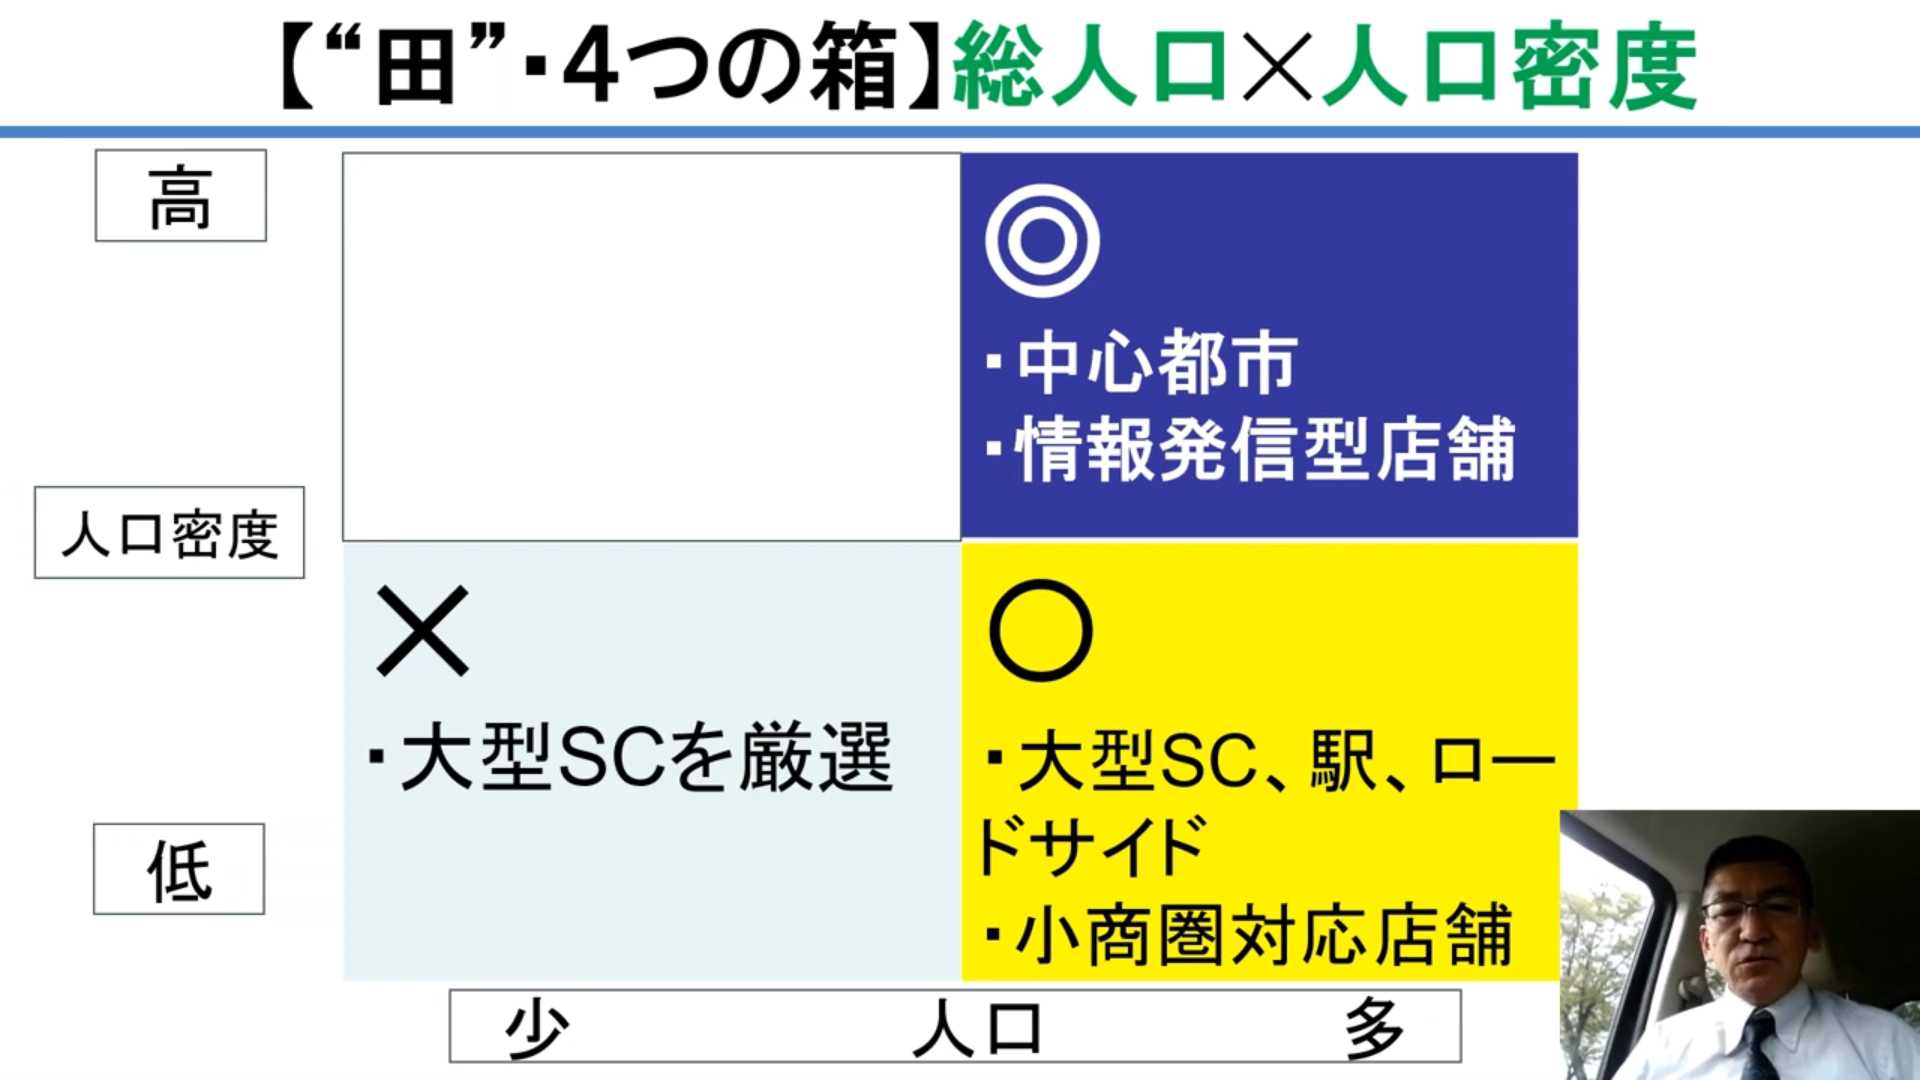 【“田”・4つの箱】総人口×人口密度
高
◎
・中心都市
・情報発信型店舗
人口密度
×
・大型SCを厳選
○
・大型SC、駅、ロー
ドサイド
・小商圏対応店舗
低
少 人口 多